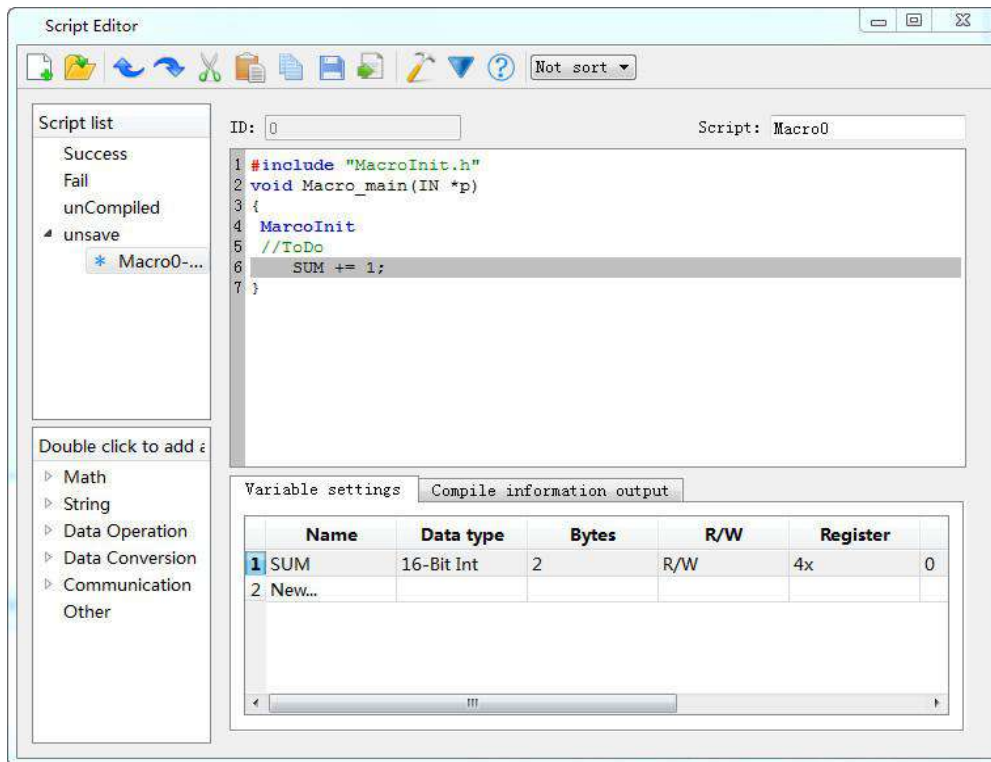 Script Editor
Not sort
Script list
Success
Fail
unCompiled
unsave
* Macro0-...
ID: 0
Script: Macro0
1 #include "MacroInit.h"
2 void Macro_main(IN *p)
3 {
4 MarcoInit
5 //ToDo
6 SUM += 1;
7 }
Double click to add a
Math
String
Data Operation
Data Conversion
Communication
Other
Variable settings Compile information output
Name Data type Bytes R/W Register
1 SUM 16-Bit Int 2 R/W 4x 0
2 New...